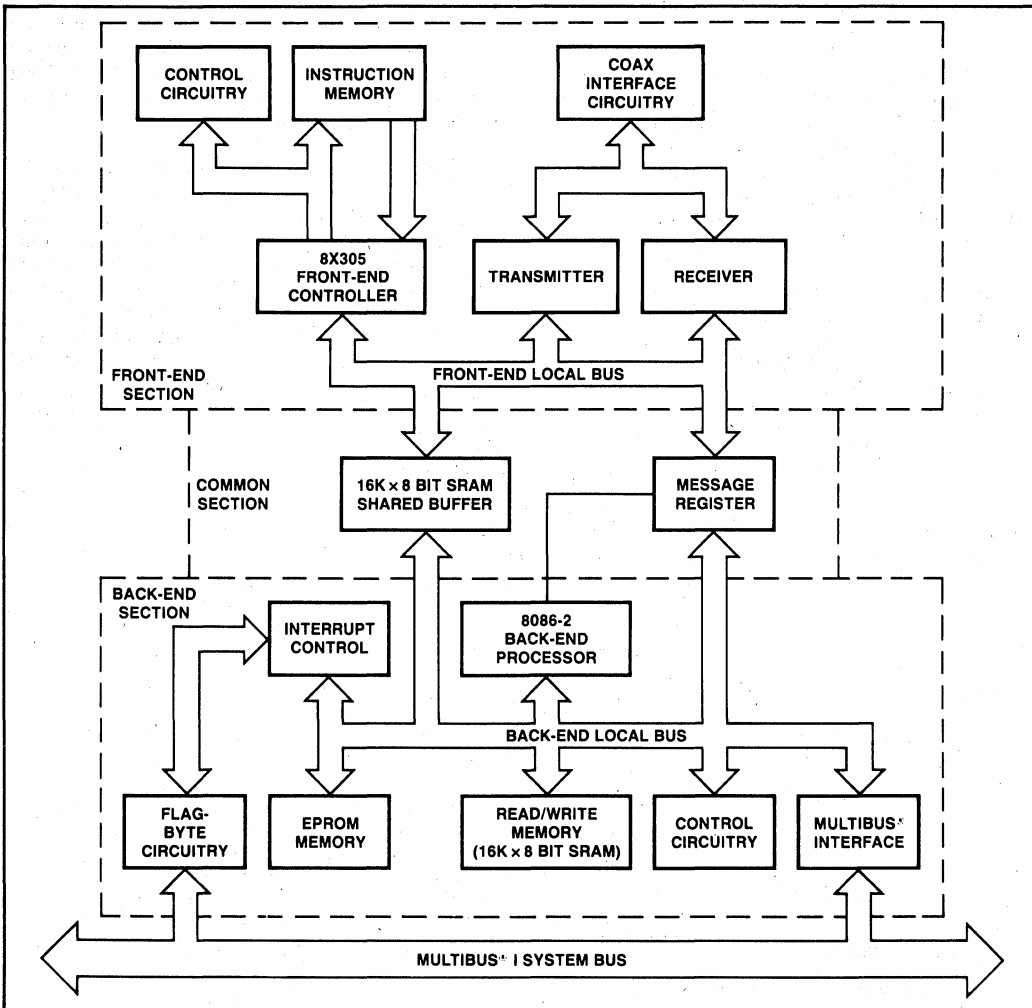 CONTROL
CIRCUITRY
INSTRUCTION
MEMORY
COAX
INTERFACE
CIRCUITRY
8X305
FRONT-END
CONTROLLER
TRANSMITTER
RECEIVER
FRONT-END
SECTION
FRONT-END LOCAL BUS
COMMON
SECTION
16K × 8 BIT SRAM
SHARED BUFFER
MESSAGE
REGISTER
BACK-END
SECTION
INTERRUPT
CONTROL
8086-2
BACK-END
PROCESSOR
BACK-END LOCAL BUS
FLAG-
BYTE
CIRCUITRY
EPROM
MEMORY
READ/WRITE
MEMORY
(16K × 8 BIT SRAM)
CONTROL
CIRCUITRY
MULTIBUS®
INTERFACE
MULTIBUS® I SYSTEM BUS